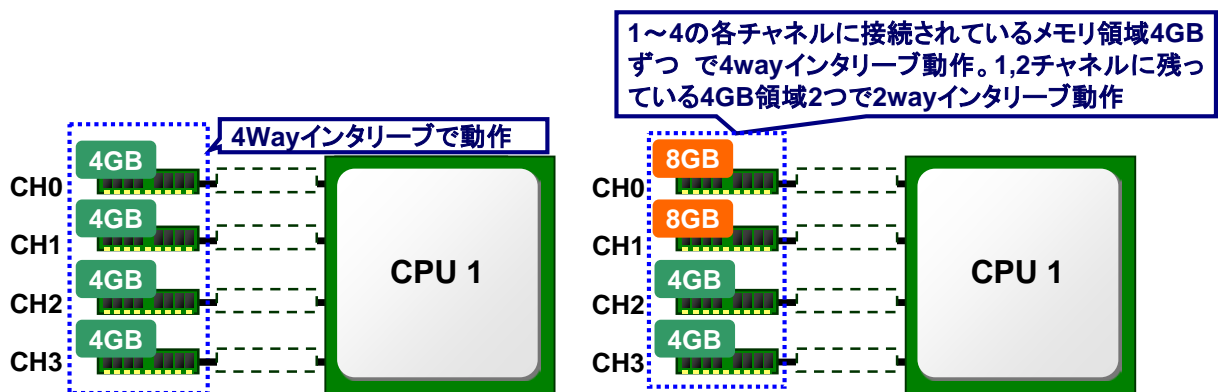 1～4の各チャネルに接続されているメモリ領域4GB
ずつ で4wayインタリーブ動作。1,2チャネルに残っ
ている4GB領域2つで2wayインタリーブ動作
4Wayインタリーブで動作
CH0
4GB
CH1
4GB
CH2
4GB
CH3
4GB
CPU 1
CH0
8GB
CH1
8GB
CH2
4GB
CH3
4GB
CPU 1